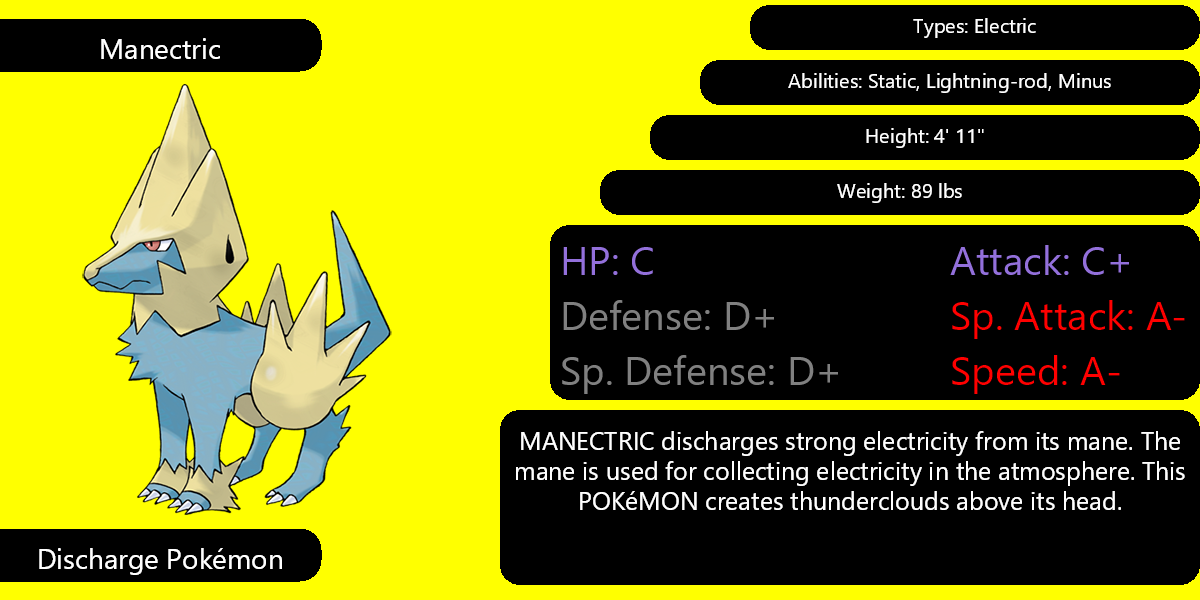 Manectric
Types: Electric
Abilities: Static, Lightning-rod, Minus
Height: 4' 11"
Weight: 89 lbs
HP: C
Attack: C+
Defense: D+
Sp. Attack: A-
Sp. Defense: D+
Speed: A-
MANECTRIC discharges strong electricity from its mane. The
mane is used for collecting electricity in the atmosphere. This
POKéMON creates thunderclouds above its head.
Discharge Pokémon